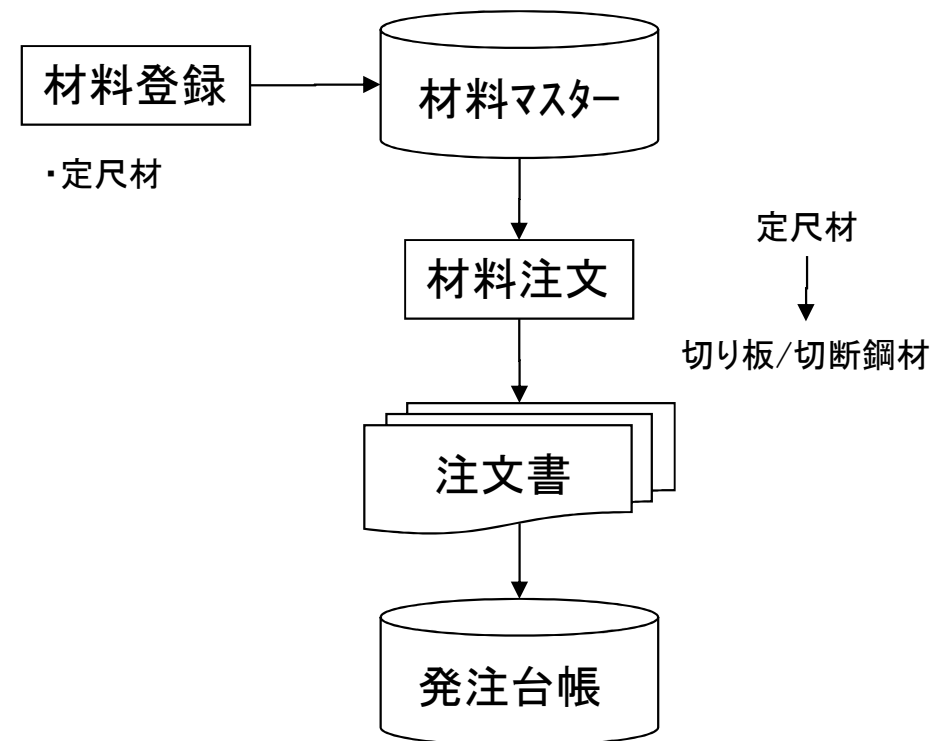 材料登録
材料マスター
・定尺材
定尺材
材料注文
切り板/切断鋼材
注文書
発注台帳